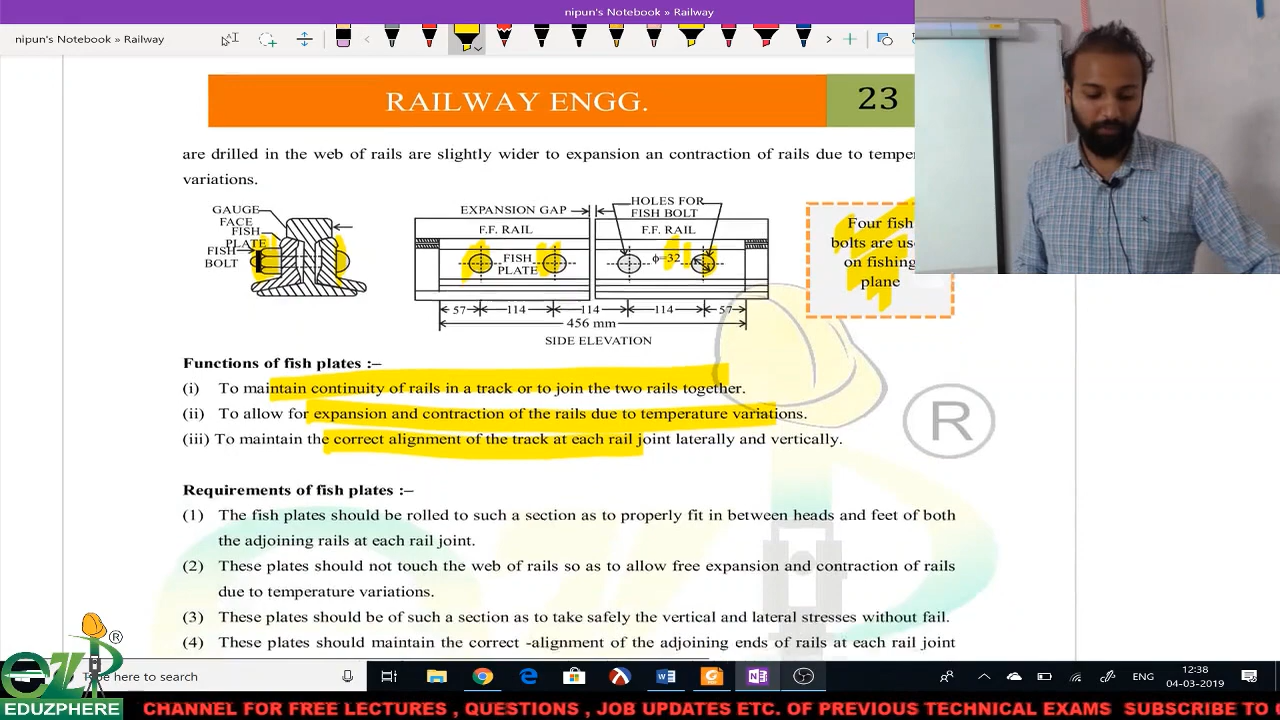 nipun's Notebook » Railway
nipun's Notebook » Railway
RAILWAY ENGG.
23
are drilled in the web of rails are slightly wider to expansion an contraction of rails due to
variations.
GAUGE
FACE
FISH
PLATE
FISH
BOLT
EXPANSION GAP
HOLES FOR
FISH BOLT
F.F. RAIL
F.F. RAIL
FISH
PLATE
ϕ=32
57
114
114
114
57
456 mm
SIDE ELEVATION
Four fish
bolts are
on fishing
plane
Functions of fish plates :–
(i) To maintain continuity of rails in a track or to join the two rails together.
(ii) To allow for expansion and contraction of the rails due to temperature variations.
(iii) To maintain the correct alignment of the track at each rail joint laterally and vertically.
R
Requirements of fish plates :–
(1) The fish plates should be rolled to such a section as to properly fit in between heads and feet of both
the adjoining rails at each rail joint.
(2) These plates should not touch the web of rails so as to allow free expansion and contraction of rails
due to temperature variations.
(3) These plates should be of such a section as to take safely the vertical and lateral stresses without fail.
(4) These plates should maintain the correct -alignment of the adjoining ends of rails at each rail joint
R
here to search
ENG
12:38
04-03-2019
EDUZPHERE
CHANNEL FOR FREE LECTURES , QUESTIONS , JOB UPDATES ETC. OF PREVIOUS TECHNICAL EXAMS SUBSCRIBE TO